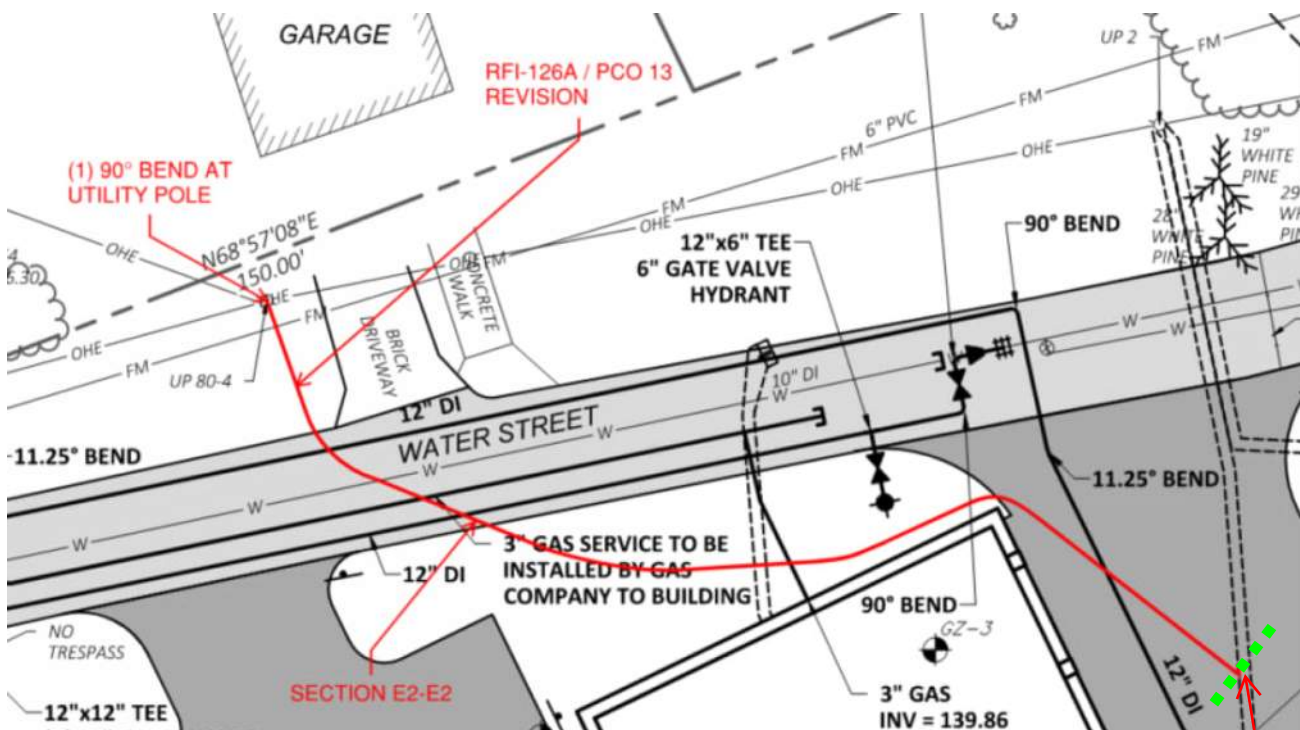 GARAGE
UP 2
FM
RFI-126A / PCO 13
REVISION
FM
6" PVC
19"
WHITE
PINE
(1) 90° BEND AT
UTILITY POLE
FM
OHE
OHE
FM
OHE
28"
WHITE
PINE
N68°57'08"E
150.00'
OHE
90° BEND
12"x6" TEE
6" GATE VALVE
HYDRANT
OHE
FM
CONCRETE
WALK
OHE
FM
BRICK
DRIVEWAY
OHE
FM
UP 80-4
10" DI
W
W
W
W
12" DI
WATER STREET
W
W
W
W
11.25° BEND
11.25° BEND
3" GAS SERVICE TO BE
INSTALLED BY GAS
COMPANY TO BUILDING
12" DI
90° BEND
GZ-3
NO
TRESPASS
SECTION E2-E2
12"x12" TEE
3" GAS
INV = 139.86
12" DI